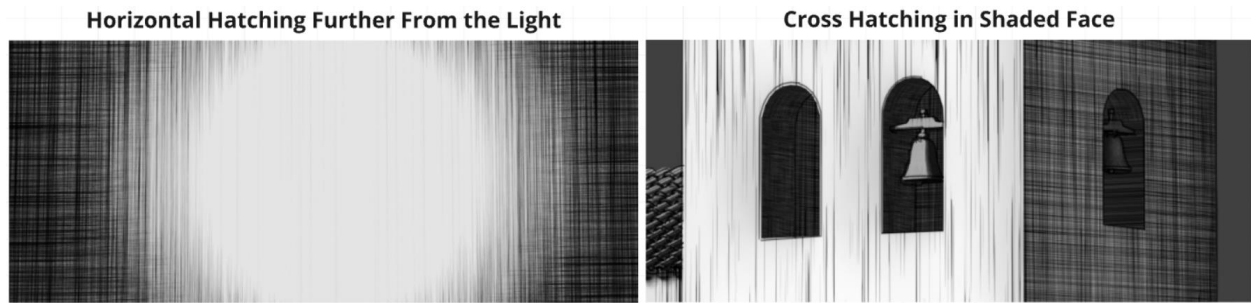 Horizontal Hatching Further From the Light
Cross Hatching in Shaded Face